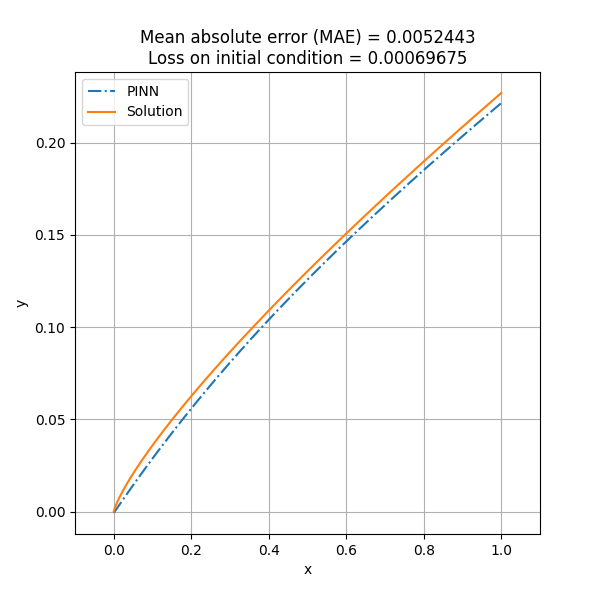 Mean absolute error (MAE) = 0.0052443
Loss on initial condition = 0.00069675
PINN
Solution
0.20
0.15
0.10
0.05
0.00
y
0.0 0.2 0.4 0.6 0.8 1.0
x